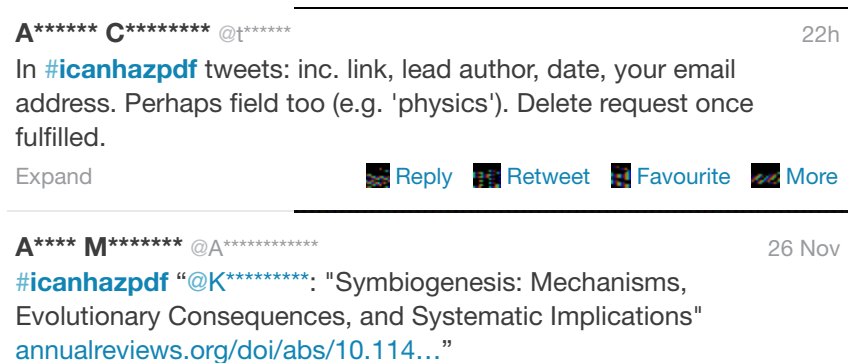 A****** C******** @t****** 22h
In #icanhazpdf tweets: inc. link, lead author, date, your email
address. Perhaps field too (e.g. 'physics'). Delete request once
fulfilled.
Expand Reply Retweet Favourite More
A**** M******* @A************ 26 Nov
#icanhazpdf “@K*********: "Symbiogenesis: Mechanisms,
Evolutionary Consequences, and Systematic Implications"
annualreviews.org/doi/abs/10.114…”